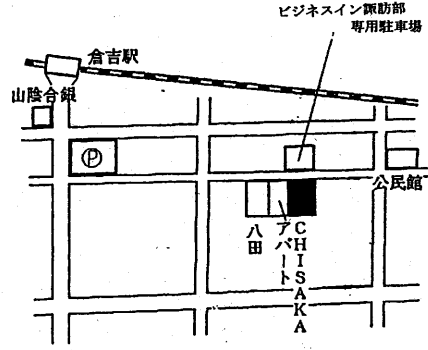 ビジネスイン諏訪部
専用駐車場
倉吉駅
山陰合銀
P
公民館
八田
アパート
CHISAKA